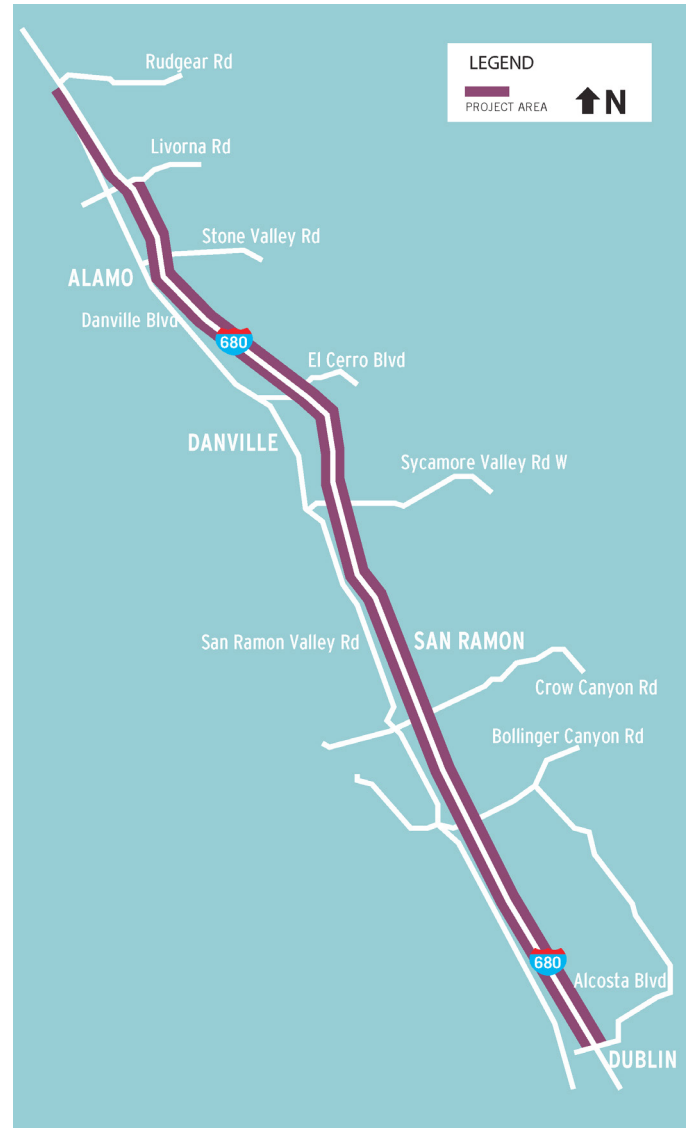 Rudgear Rd
LEGEND
PROJECT AREA
N
Livorna Rd
Stone Valley Rd
ALAMO
Danville Blvd
680
El Cerro Blvd
DANVILLE
Sycamore Valley Rd W
San Ramon Valley Rd
SAN RAMON
Crow Canyon Rd
Bollinger Canyon Rd
680
Alcosta Blvd
DUBLIN